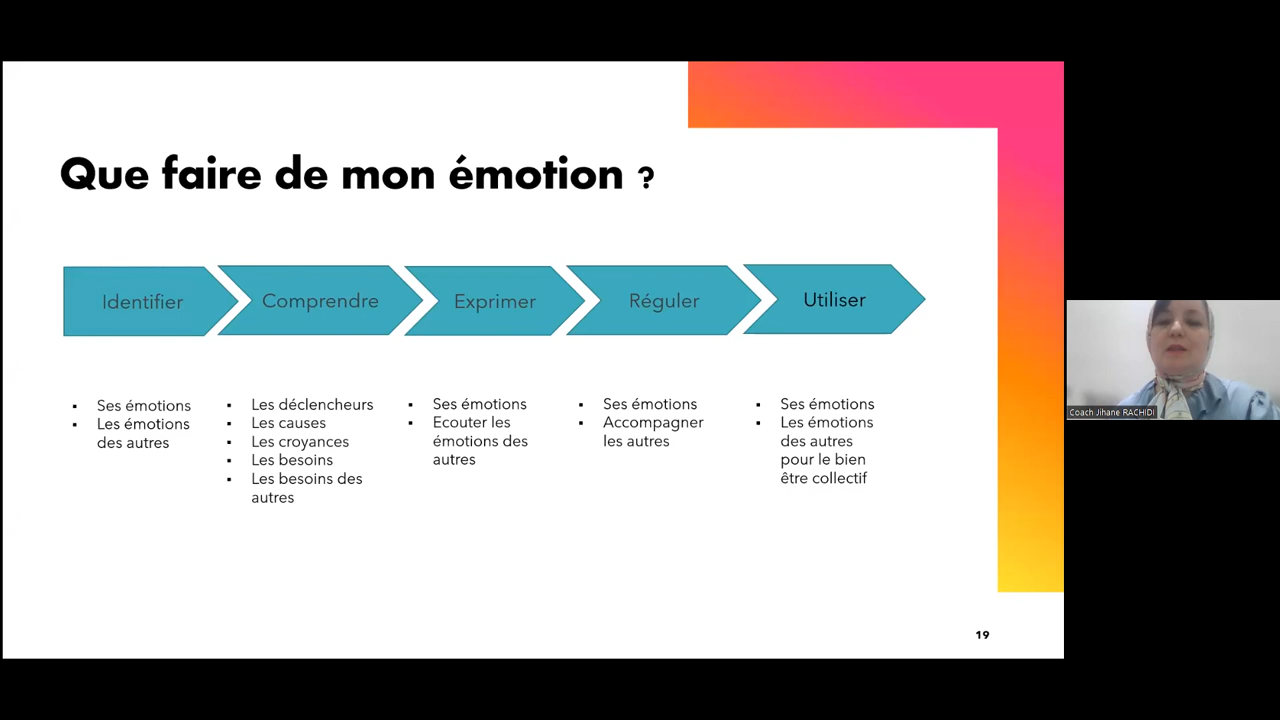 Que faire de mon émotion ?
Identifier
Comprendre
Exprimer
Réguler
Utiliser
▪ Ses émotions
▪ Les émotions
des autres
▪ Les déclencheurs
▪ Les causes
▪ Les croyances
▪ Les besoins
▪ Les besoins des
autres
▪ Ses émotions
▪ Ecouter les
émotions des
autres
▪ Ses émotions
▪ Accompagner
les autres
▪ Ses émotions
▪ Les émotions
des autres
pour le bien
être collectif
19
Coach Jihane RACHIDI